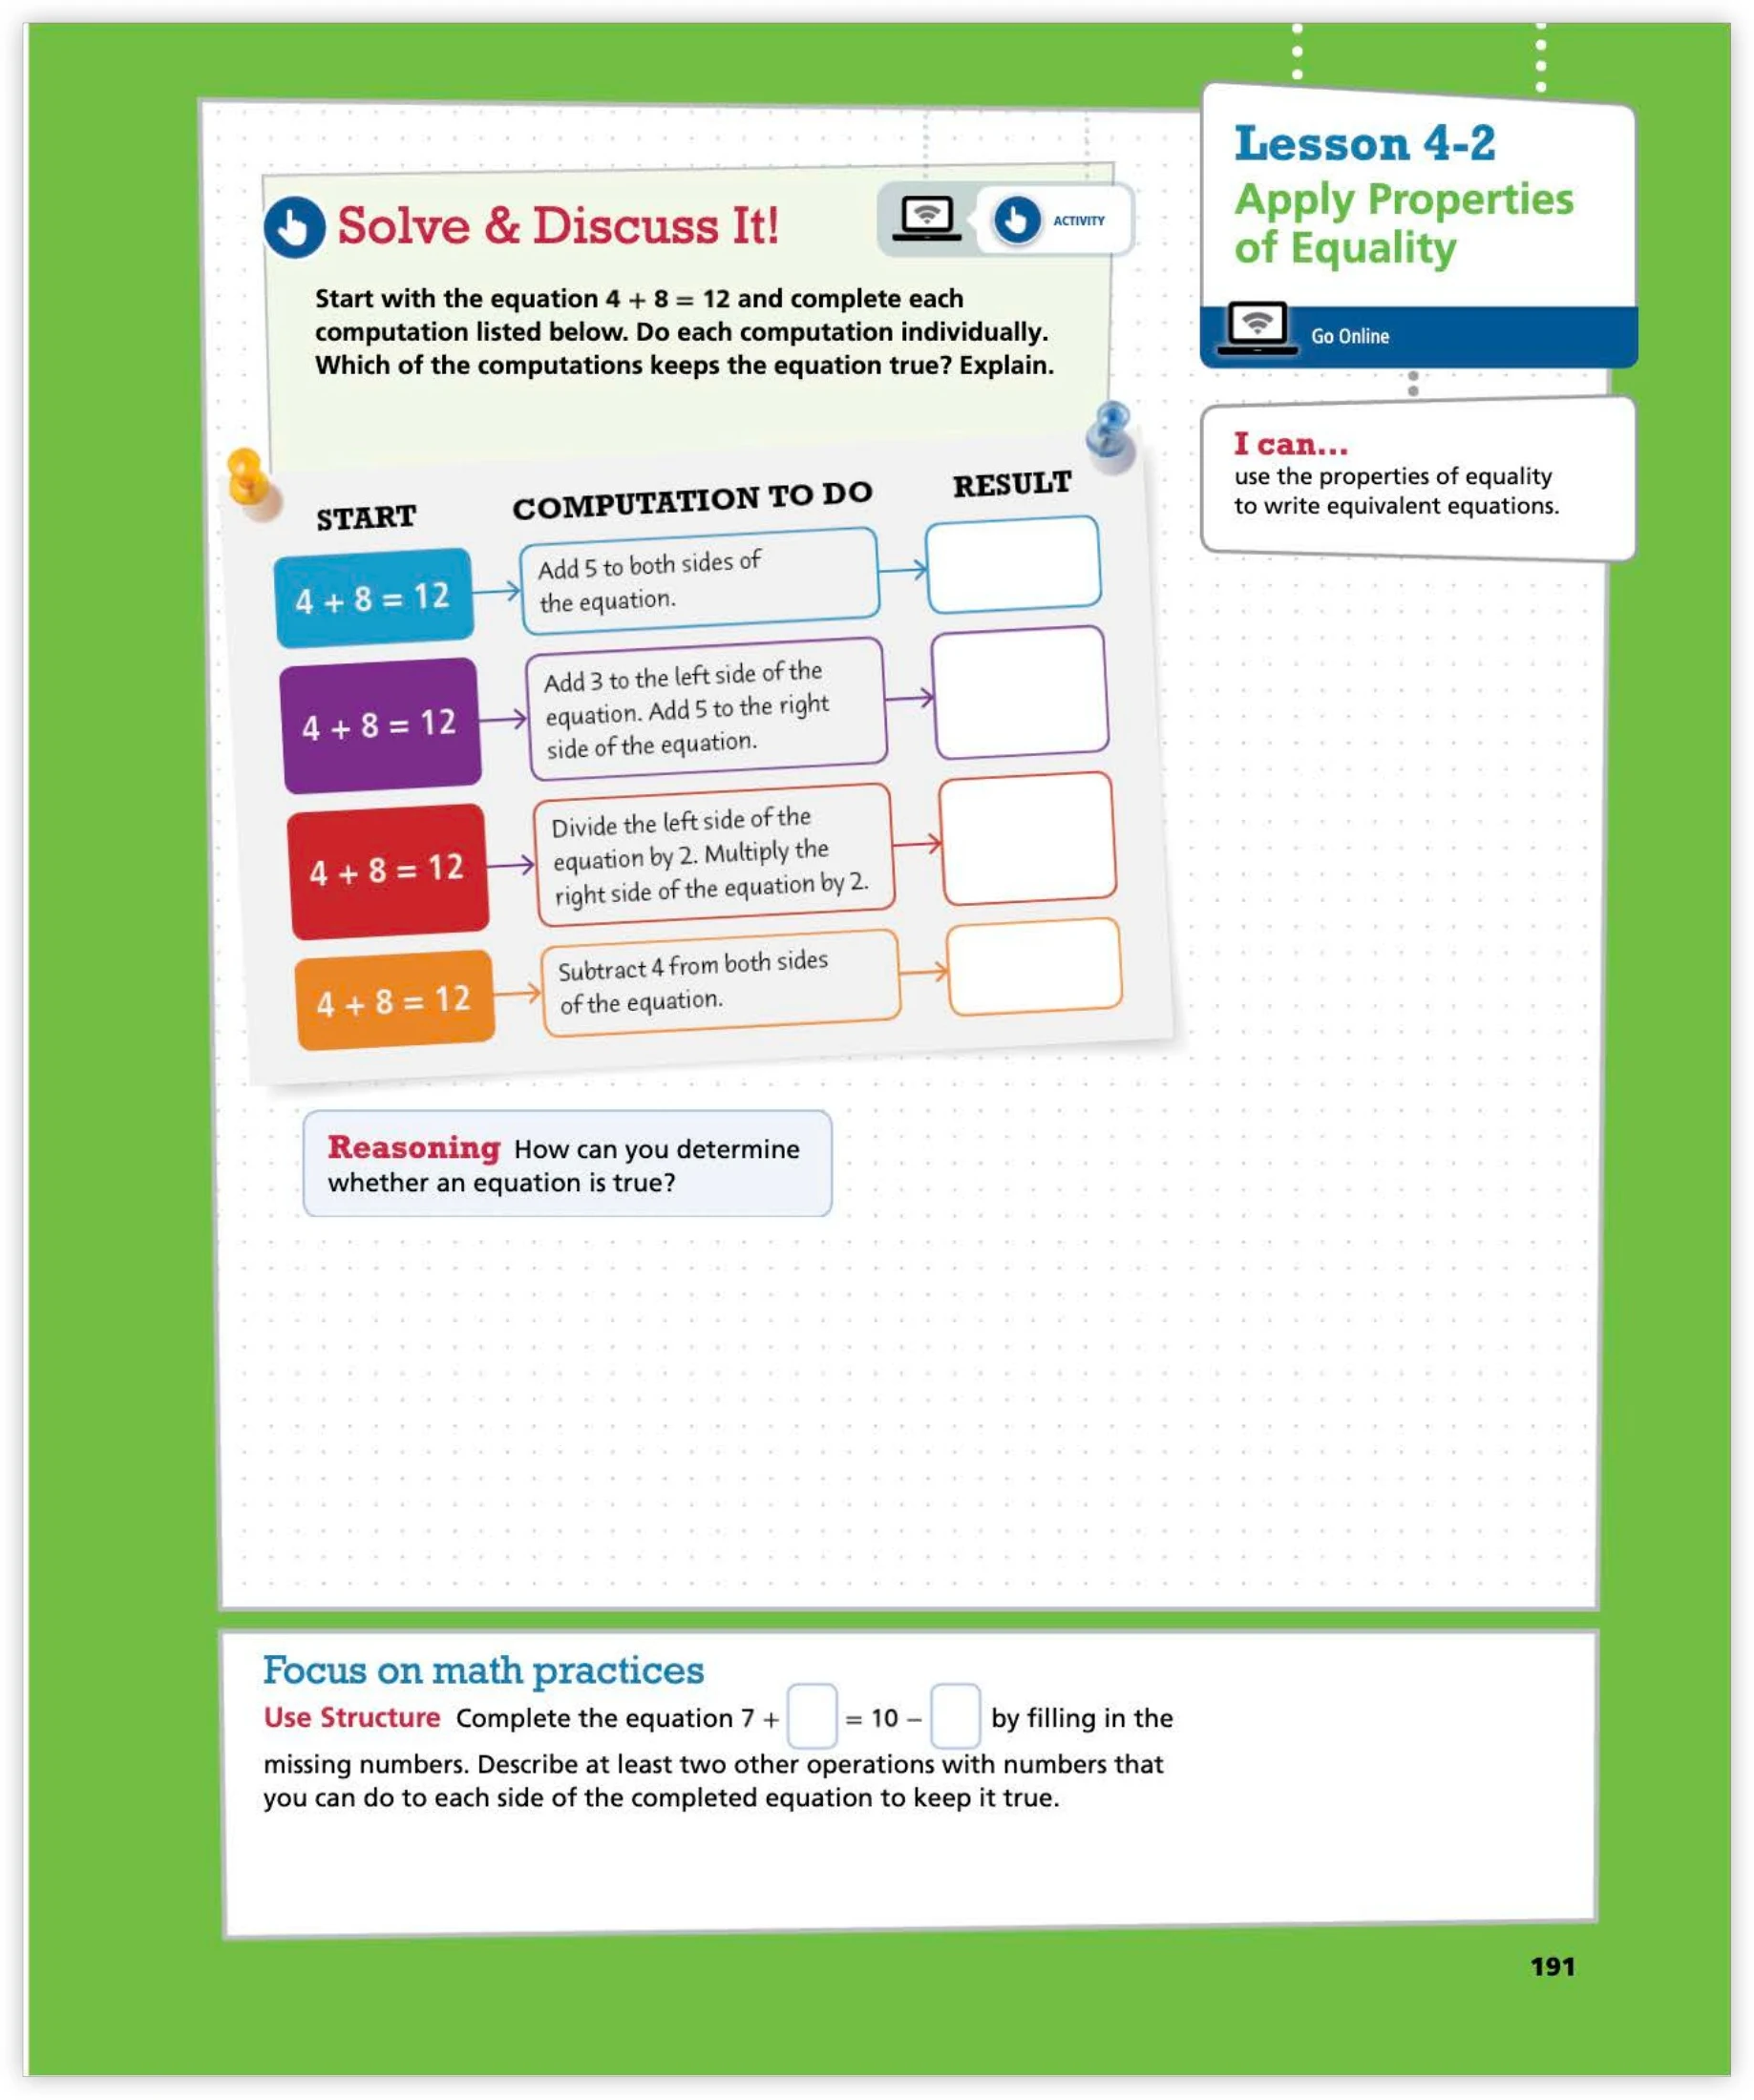 Lesson 4-2
Apply Properties
of Equality
Go Online
I can...
use the properties of equality
to write equivalent equations.
Solve & Discuss It!
ACTIVITY
Start with the equation 4 + 8 = 12 and complete each
computation listed below. Do each computation individually.
Which of the computations keeps the equation true? Explain.
START
COMPUTATION TO DO
RESULT
4 + 8 = 12
Add 5 to both sides of
the equation.
4 + 8 = 12
Add 3 to the left side of the
equation. Add 5 to the right
side of the equation.
4 + 8 = 12
Divide the left side of the
equation by 2. Multiply the
right side of the equation by 2.
4 + 8 = 12
Subtract 4 from both sides
of the equation.
Reasoning How can you determine
whether an equation is true?
Focus on math practices
Use Structure Complete the equation 7 + = 10 − by filling in the
missing numbers. Describe at least two other operations with numbers that
you can do to each side of the completed equation to keep it true.
191